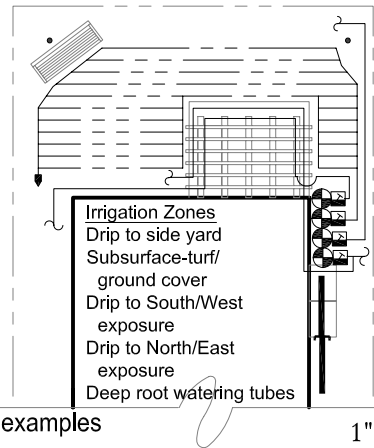 Irrigation Zones
Drip to side yard
Subsurface-turf/
ground cover
Drip to South/West
exposure
Drip to North/East
exposure
Deep root watering tubes
examples
1"